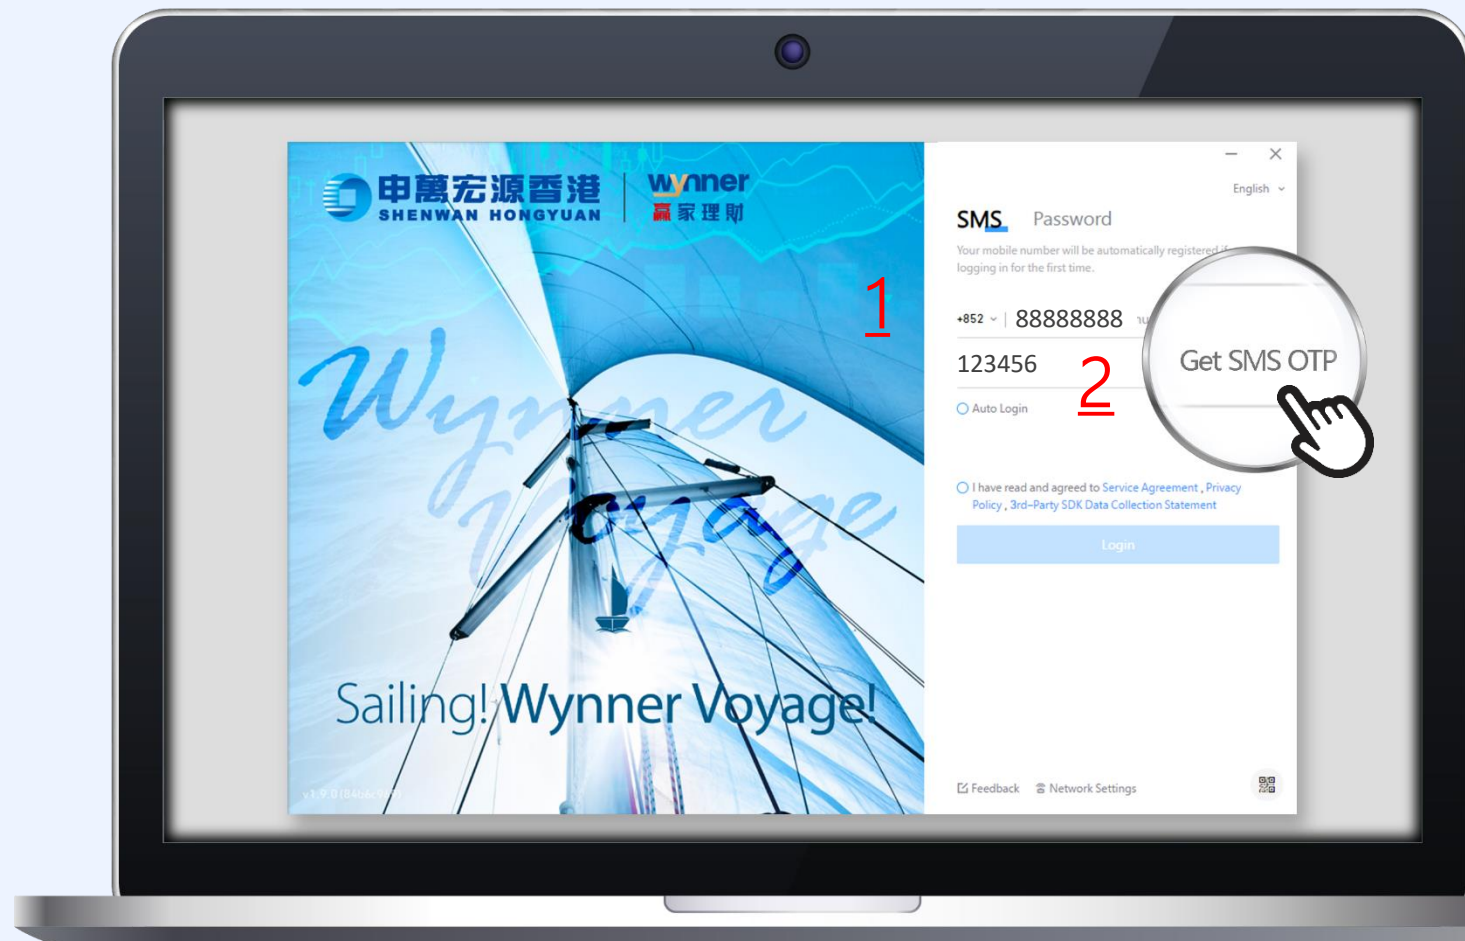 申萬宏源香港
SHENWAN HONGYUAN
wynner
赢家理財
English
SMS Password
Your mobile number will be automatically registered if
logging in for the first time.
1
+852 88888888
123456
2
Get SMS OTP
Auto Login
I have read and agreed to Service Agreement , Privacy
Policy , 3rd-Party SDK Data Collection Statement
Login
Wynner
Voyage
Sailing! Wynner Voyage!
Feedback Network Settings